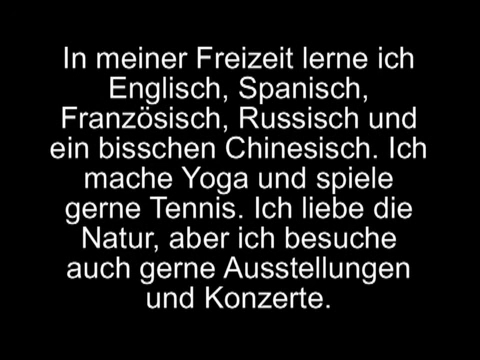 In meiner Freizeit lerne ich
Englisch, Spanisch,
Französisch, Russisch und
ein bisschen Chinesisch. Ich
mache Yoga und spiele
gerne Tennis. Ich liebe die
Natur, aber ich besuche
auch gerne Ausstellungen
und Konzerte.